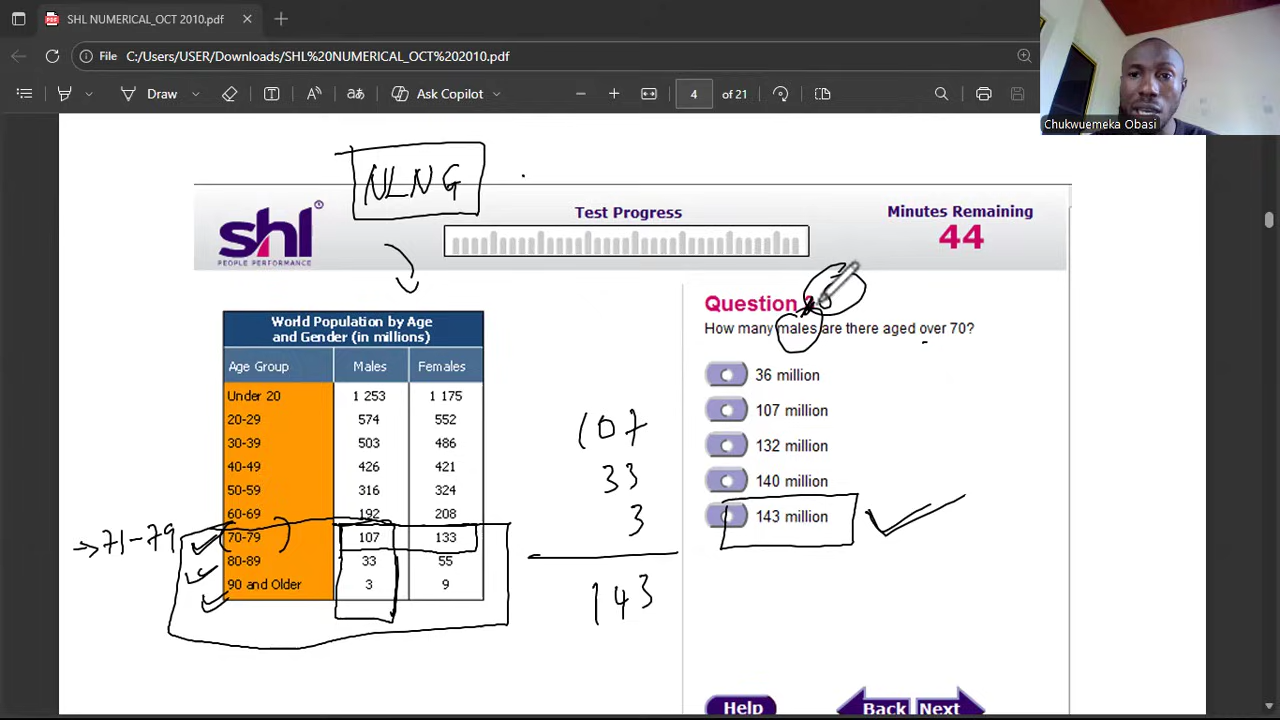 SHL NUMERICAL_OCT 2010.pdf
File C:/Users/USER/Downloads/SHL%20NUMERICAL_OCT%202010.pdf
Draw aあ Ask Copilot 4 of 21
Chukwuemeka Obasi
NLNG
shl
PEOPLE PERFORMANCE
Test Progress
Minutes Remaining
44
World Population by Age
and Gender (in millions)
Age Group Males Females
Under 20 1 253 1 175
20-29 574 552
30-39 503 486
40-49 426 421
50-59 316 324
60-69 192 208
70-79 107 133
80-89 33 55
90 and Older 3 9
71-79
107
33
3
143
Question
How many males are there aged over 70?
36 million
107 million
132 million
140 million
143 million
Help
Back
Next